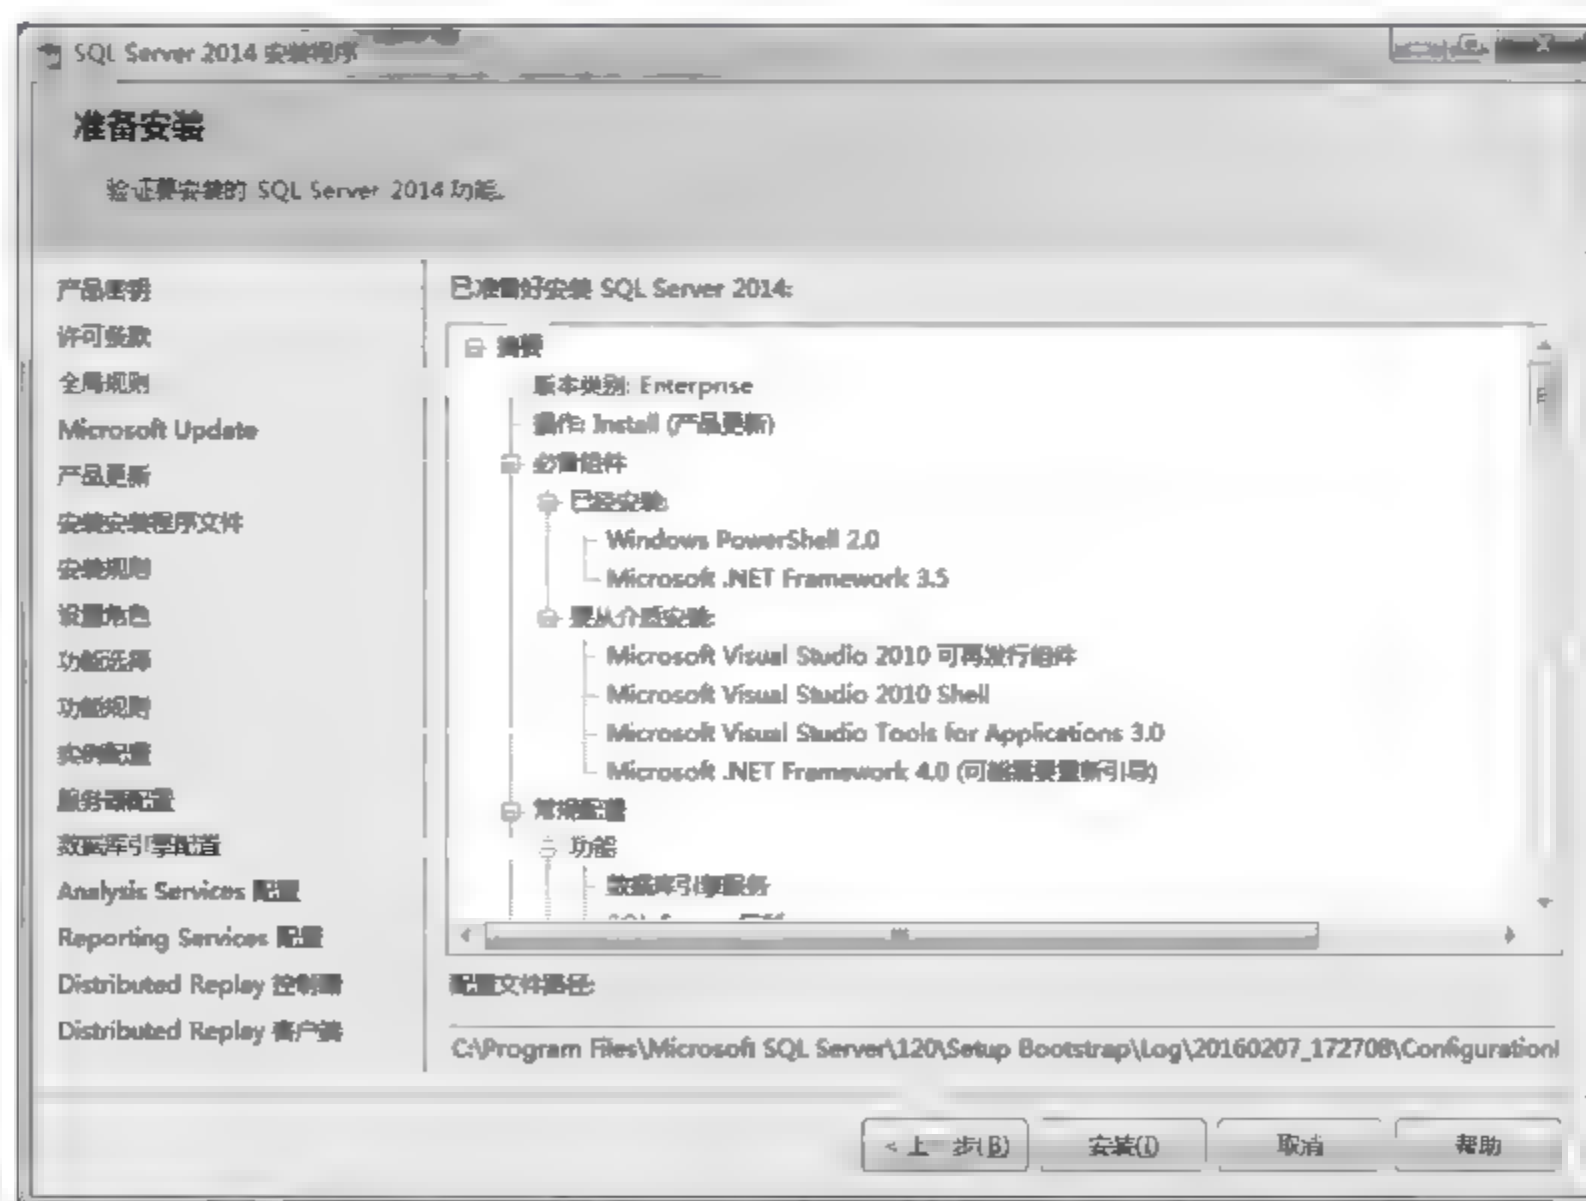 SQL Server 2014 安装程序
准备安装
验证要安装的 SQL Server 2014 功能。
产品密钥
许可条款
全局规则
Microsoft Update
产品更新
安装安装程序文件
安装规则
设置角色
功能选择
功能规则
实例配置
服务器配置
数据库引擎配置
Analysis Services 配置
Reporting Services 配置
Distributed Replay 控制器
Distributed Replay 客户端
已准备好安装 SQL Server 2014:
摘要
版本类别: Enterprise
操作: Install (产品更新)
必备组件
已经安装:
Windows PowerShell 2.0
Microsoft .NET Framework 3.5
要从介质安装:
Microsoft Visual Studio 2010 可再发行组件
Microsoft Visual Studio 2010 Shell
Microsoft Visual Studio Tools for Applications 3.0
Microsoft .NET Framework 4.0 (可能需要重新引导)
常规配置
功能
数据库引擎服务
SQL Server
配置文件路径:
C:\Program Files\Microsoft SQL Server\120\Setup Bootstrap\Log\20160207_172708\Configuration
< 上一步(B)
安装(I)
取消
帮助